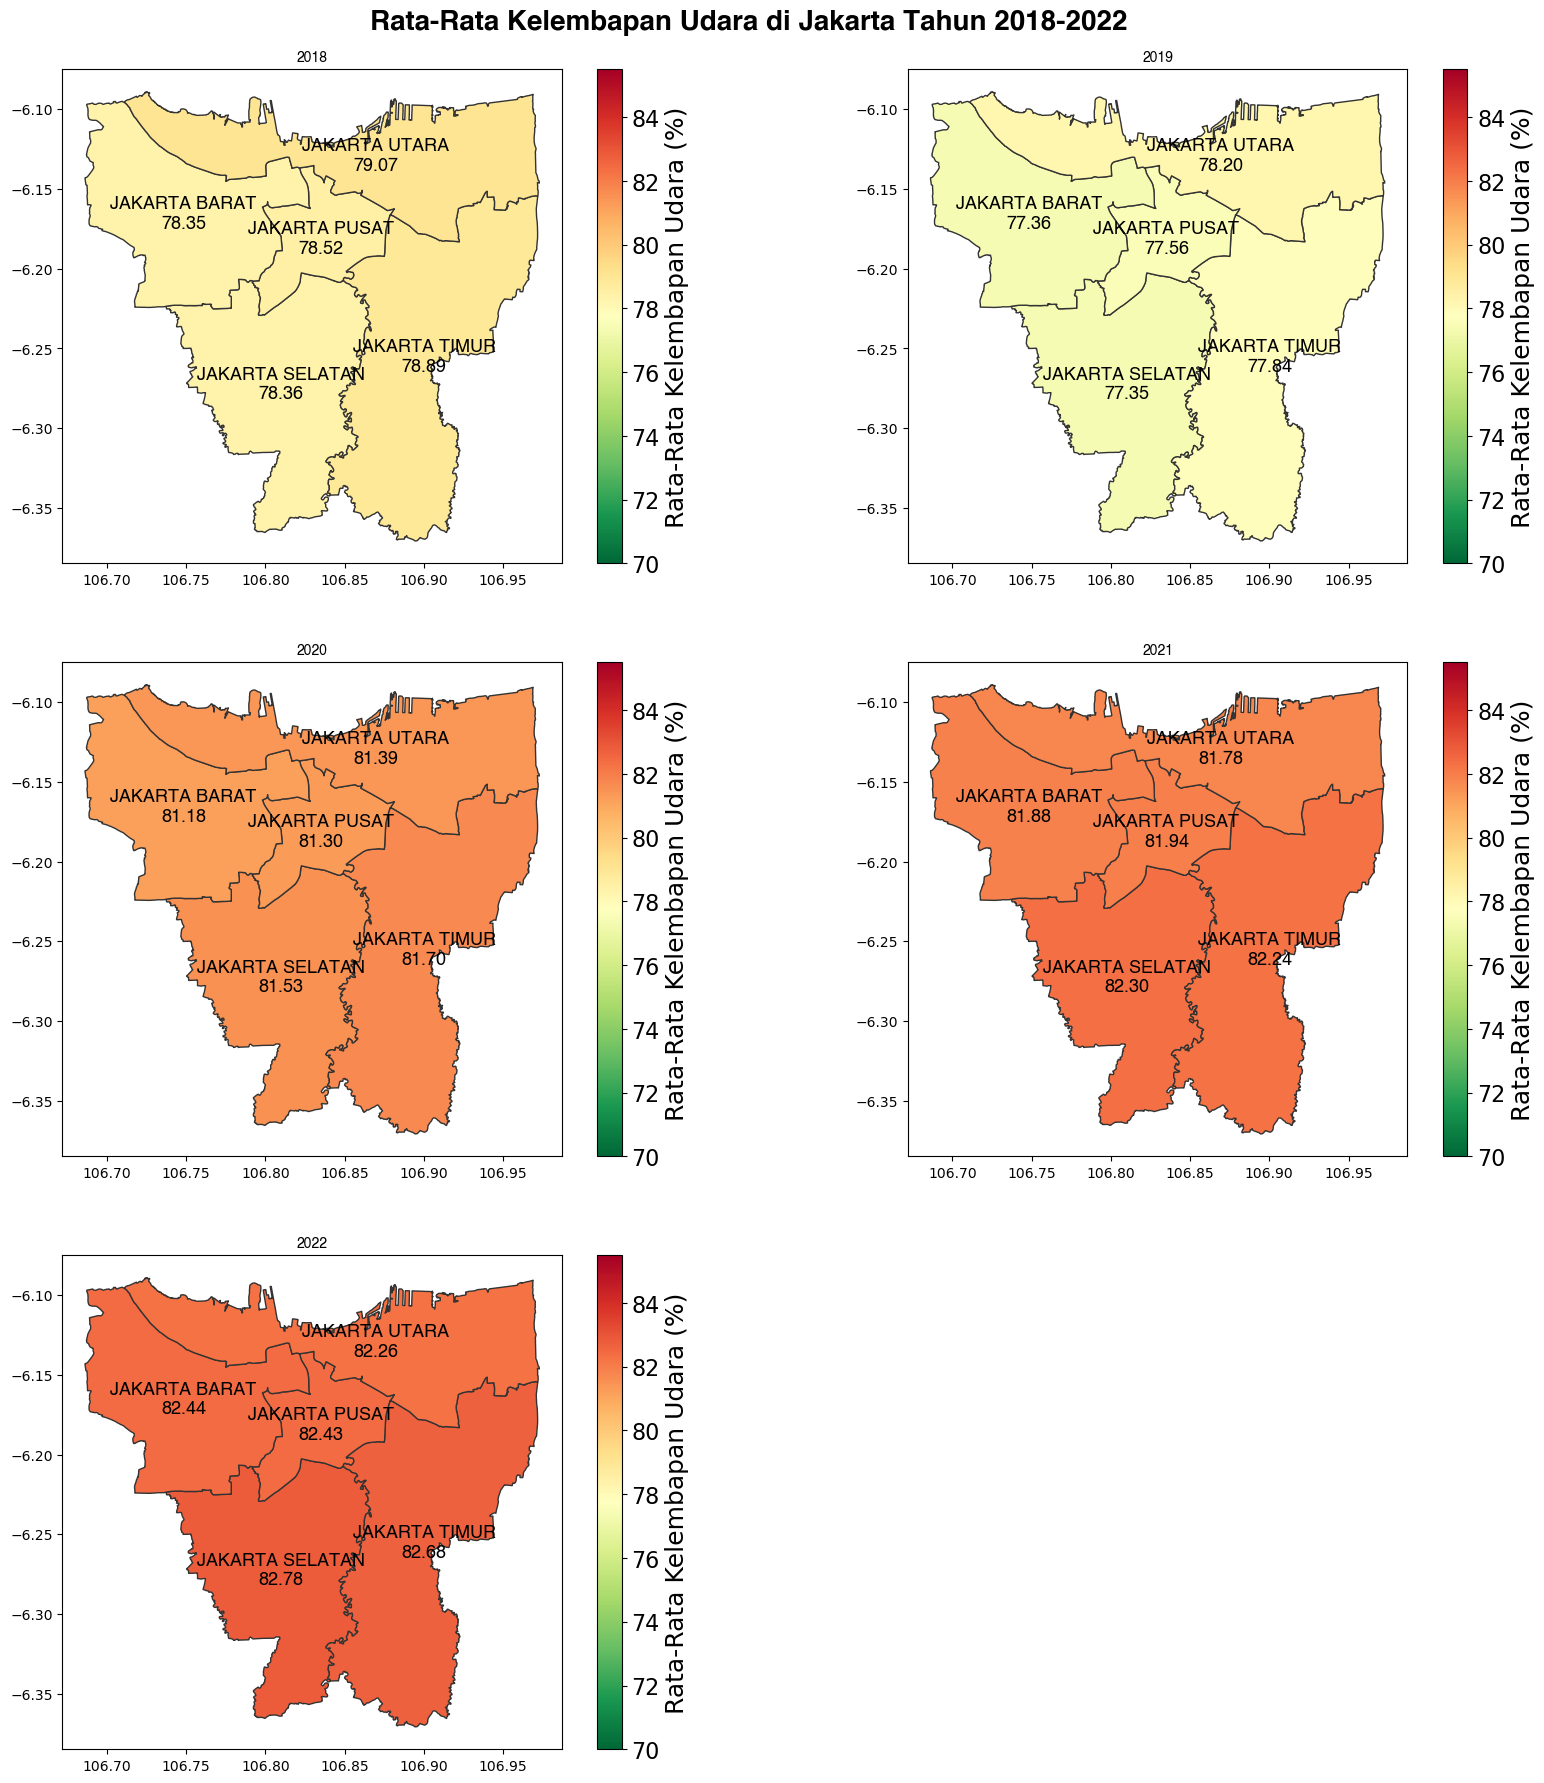 Rata-Rata Kelembapan Udara di Jakarta Tahun 2018-2022
2018
−6.10
−6.15
−6.20
−6.25
−6.30
−6.35
106.70 106.75 106.80 106.85 106.90 106.95
JAKARTA UTARA
79.07
JAKARTA BARAT
78.35
JAKARTA PUSAT
78.52
JAKARTA TIMUR
78.89
JAKARTA SELATAN
78.36
84
82
80
78
76
74
72
70
Rata-Rata Kelembapan Udara (%)
2019
−6.10
−6.15
−6.20
−6.25
−6.30
−6.35
106.70 106.75 106.80 106.85 106.90 106.95
JAKARTA UTARA
78.20
JAKARTA BARAT
77.36
JAKARTA PUSAT
77.56
JAKARTA TIMUR
77.84
JAKARTA SELATAN
77.35
84
82
80
78
76
74
72
70
Rata-Rata Kelembapan Udara (%)
2020
−6.10
−6.15
−6.20
−6.25
−6.30
−6.35
106.70 106.75 106.80 106.85 106.90 106.95
JAKARTA UTARA
81.39
JAKARTA BARAT
81.18
JAKARTA PUSAT
81.30
JAKARTA TIMUR
81.70
JAKARTA SELATAN
81.53
84
82
80
78
76
74
72
70
Rata-Rata Kelembapan Udara (%)
2021
−6.10
−6.15
−6.20
−6.25
−6.30
−6.35
106.70 106.75 106.80 106.85 106.90 106.95
JAKARTA UTARA
81.78
JAKARTA BARAT
81.88
JAKARTA PUSAT
81.94
JAKARTA TIMUR
82.24
JAKARTA SELATAN
82.30
84
82
80
78
76
74
72
70
Rata-Rata Kelembapan Udara (%)
2022
−6.10
−6.15
−6.20
−6.25
−6.30
−6.35
106.70 106.75 106.80 106.85 106.90 106.95
JAKARTA UTARA
82.26
JAKARTA BARAT
82.44
JAKARTA PUSAT
82.43
JAKARTA TIMUR
82.68
JAKARTA SELATAN
82.78
84
82
80
78
76
74
72
70
Rata-Rata Kelembapan Udara (%)